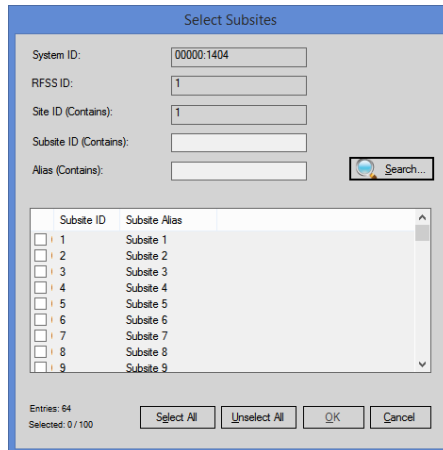 Select Subsites
System ID: 00000:1404
RFSS ID: 1
Site ID (Contains): 1
Subsite ID (Contains):
Alias (Contains):
Search...
Subsite ID Subsite Alias
1 Subsite 1
2 Subsite 2
3 Subsite 3
4 Subsite 4
5 Subsite 5
6 Subsite 6
7 Subsite 7
8 Subsite 8
9 Subsite 9
Entries: 64
Selected: 0 / 100
Select All Unselect All OK Cancel